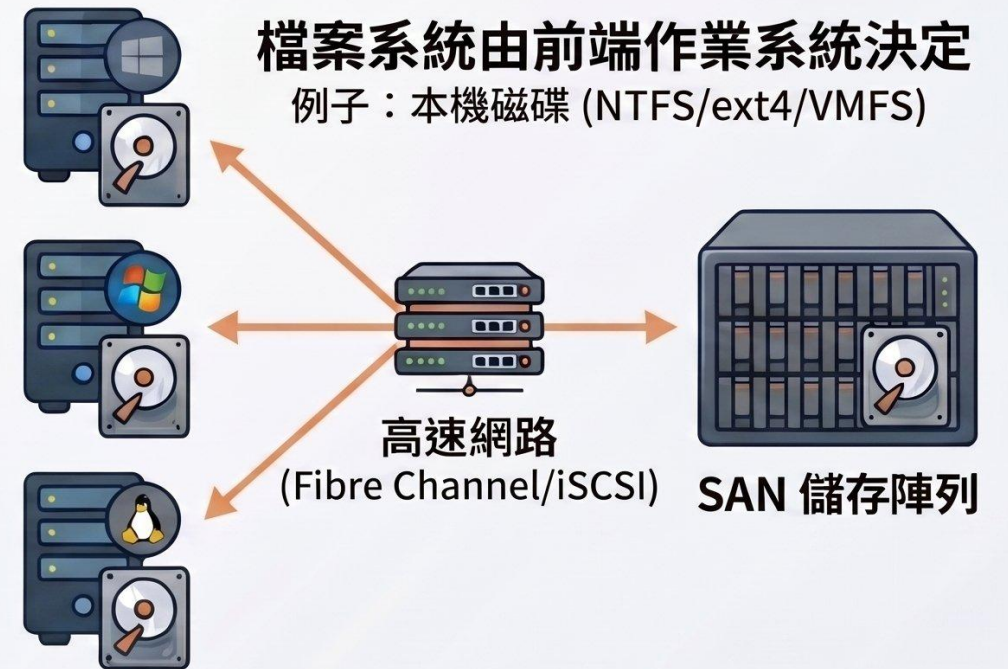 檔案系統由前端作業系統決定
例子：本機磁碟 (NTFS/ext4/VMFS)
高速網路
(Fibre Channel/iSCSI)
SAN 儲存陣列